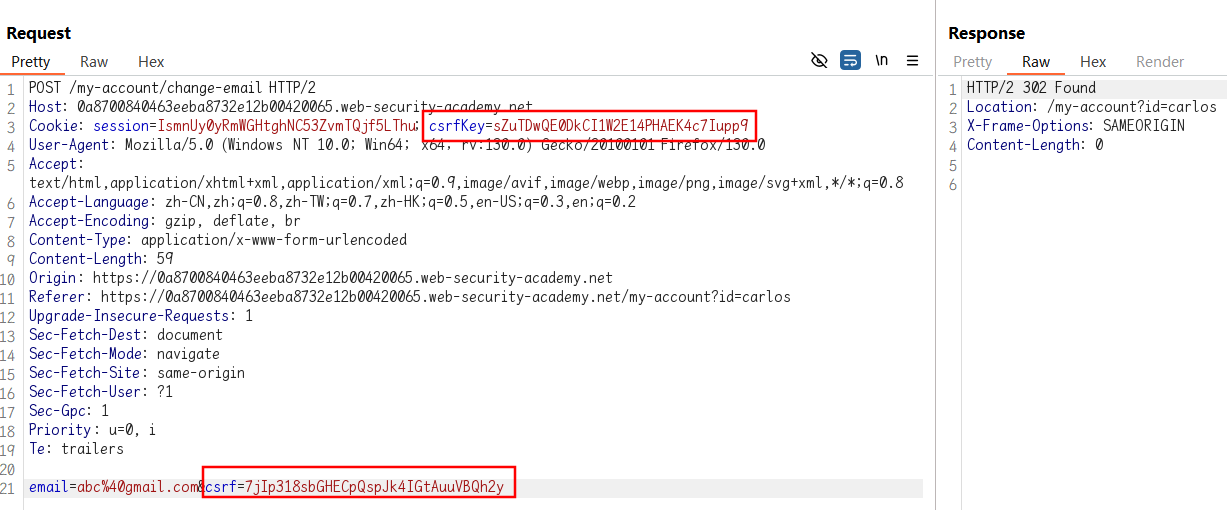 Request
Pretty Raw Hex
\n
1 POST /my-account/change-email HTTP/2
2 Host: 0a8700840463eeba8732e12b00420065.web-security-academy.net
3 Cookie: session=IsmnUy0yRmWGHtghNC53ZvmTQjf5LThu; csrfKey=sZuTDwQE0DkCI1W2E14PHAEK4c7Iupp9
4 User-Agent: Mozilla/5.0 (Windows NT 10.0; Win64; x64; rv:130.0) Gecko/20100101 Firefox/130.0
5 Accept:
text/html,application/xhtml+xml,application/xml;q=0.9,image/avif,image/webp,image/png,image/svg+xml,*/*;q=0.8
6 Accept-Language: zh-CN,zh;q=0.8,zh-TW;q=0.7,zh-HK;q=0.5,en-US;q=0.3,en;q=0.2
7 Accept-Encoding: gzip, deflate, br
8 Content-Type: application/x-www-form-urlencoded
9 Content-Length: 59
10 Origin: https://0a8700840463eeba8732e12b00420065.web-security-academy.net
11 Referer: https://0a8700840463eeba8732e12b00420065.web-security-academy.net/my-account?id=carlos
12 Upgrade-Insecure-Requests: 1
13 Sec-Fetch-Dest: document
14 Sec-Fetch-Mode: navigate
15 Sec-Fetch-Site: same-origin
16 Sec-Fetch-User: ?1
17 Sec-Gpc: 1
18 Priority: u=0, i
19 Te: trailers
20
21 email=abc%40gmail.com&csrf=7jIp318sbGHECpQspJk4IGtAuuVBQh2y
Response
Pretty Raw Hex Render
1 HTTP/2 302 Found
2 Location: /my-account?id=carlos
3 X-Frame-Options: SAMEORIGIN
4 Content-Length: 0
5
6